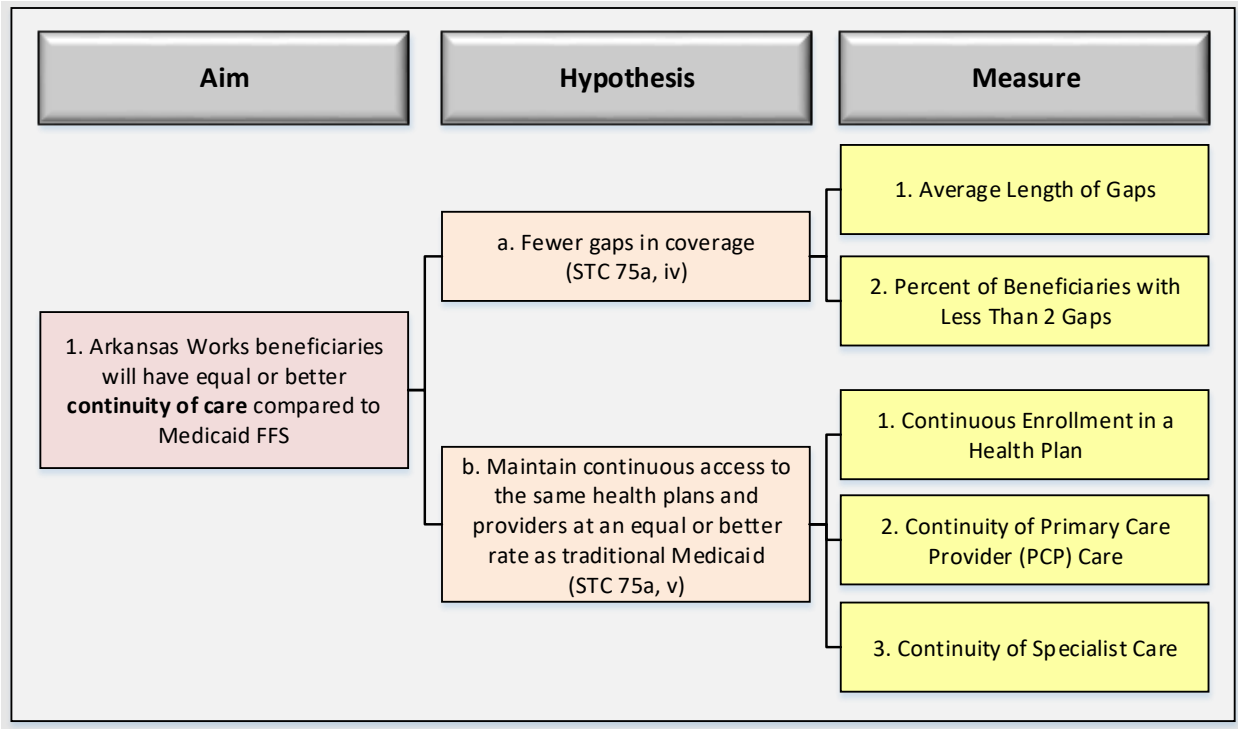 Aim
Hypothesis
Measure
1. Arkansas Works beneficiaries
will have equal or better
continuity of care compared to
Medicaid FFS
a. Fewer gaps in coverage
(STC 75a, iv)
b. Maintain continuous access to
the same health plans and
providers at an equal or better
rate as traditional Medicaid
(STC 75a, v)
1. Average Length of Gaps
2. Percent of Beneficiaries with
Less Than 2 Gaps
1. Continuous Enrollment in a
Health Plan
2. Continuity of Primary Care
Provider (PCP) Care
3. Continuity of Specialist Care